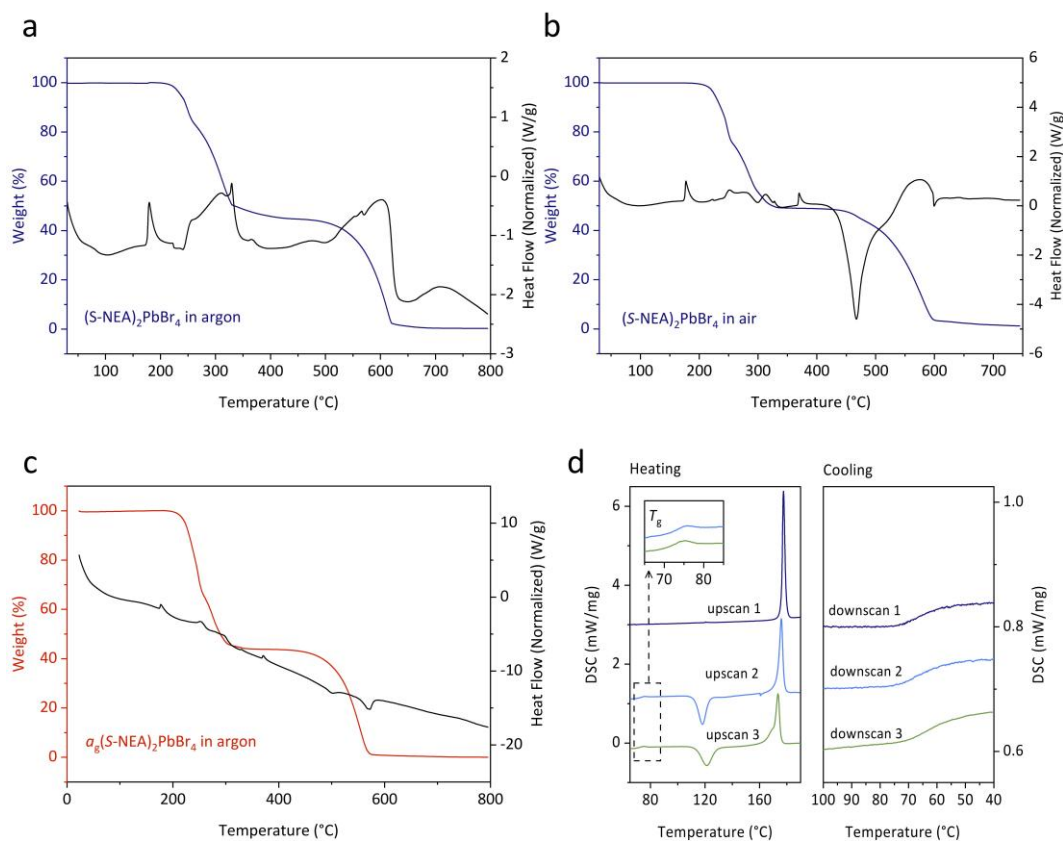 a
Weight (%)
100
80
60
40
20
0
2
1
0
-1
-2
-3
Heat Flow (Normalized) (W/g)
(S-NEA)₂PbBr₄ in argon
100 200 300 400 500 600 700 800
Temperature (°C)
b
Weight (%)
100
80
60
40
20
0
6
5
4
3
2
1
0
-2
-4
-6
Heat Flow (Normalized) (W/g)
(S-NEA)₂PbBr₄ in air
100 200 300 400 500 600 700
Temperature (°C)
c
Weight (%)
100
80
60
40
20
0
10
0
-10
-20
Heat Flow (Normalized) (W/g)
a_g(S-NEA)₂PbBr₄ in argon
0 200 400 600 800
Temperature (°C)
d
Heating
DSC (mW/mg)
6
4
2
0
T_g
70 80
upscan 1
upscan 2
upscan 3
80 120 160
Temperature (°C)
Cooling
downscan 1
downscan 2
downscan 3
1.0
0.8
0.6
DSC (mW/mg)
100 90 80 70 60 50 40
Temperature (°C)